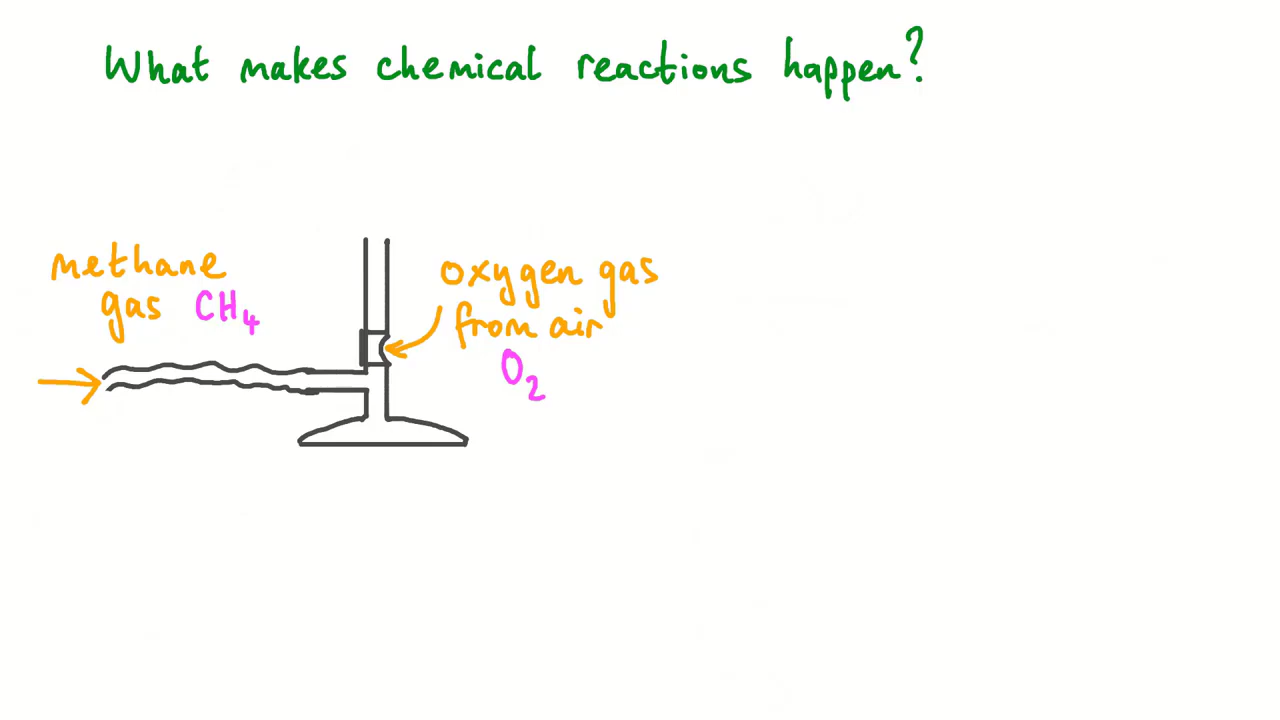 What makes chemical reactions happen?
methane
gas CH₄
oxygen gas
from air
O₂